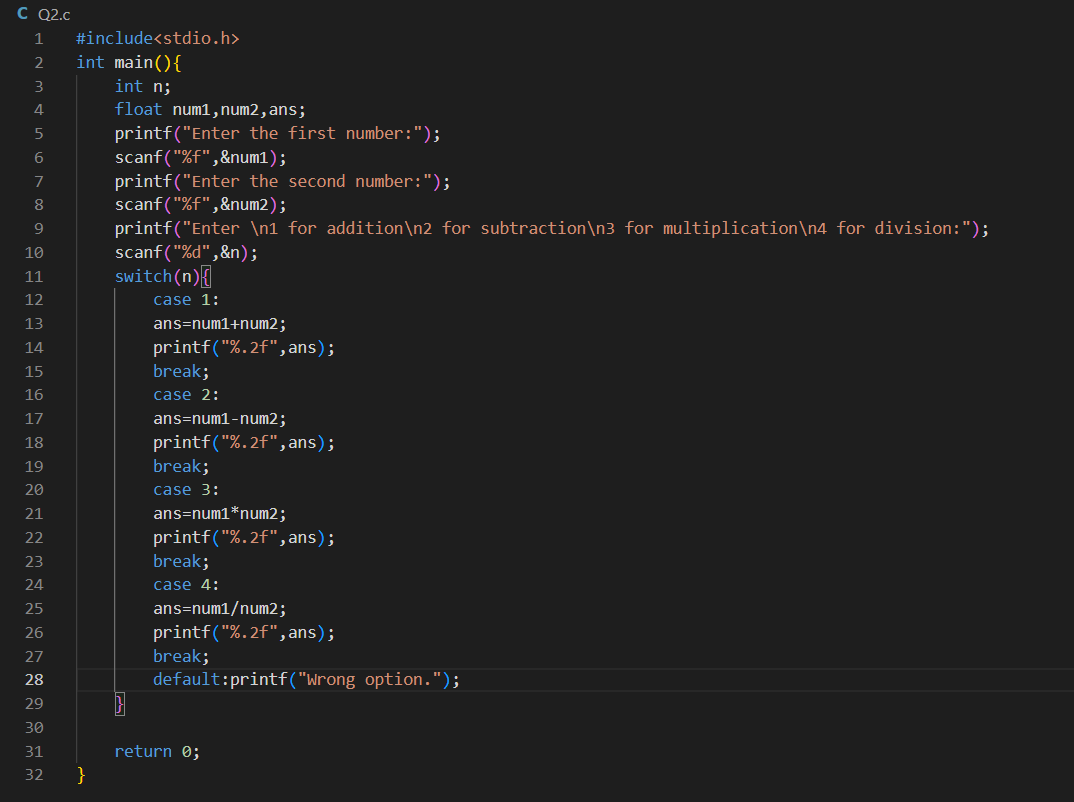 C Q2.c
1 #include<stdio.h>
2 int main(){
3     int n;
4     float num1,num2,ans;
5     printf("Enter the first number:");
6     scanf("%f",&num1);
7     printf("Enter the second number:");
8     scanf("%f",&num2);
9     printf("Enter \n1 for addition\n2 for subtraction\n3 for multiplication\n4 for division:");
10     scanf("%d",&n);
11     switch(n){
12         case 1:
13         ans=num1+num2;
14         printf("%.2f",ans);
15         break;
16         case 2:
17         ans=num1-num2;
18         printf("%.2f",ans);
19         break;
20         case 3:
21         ans=num1*num2;
22         printf("%.2f",ans);
23         break;
24         case 4:
25         ans=num1/num2;
26         printf("%.2f",ans);
27         break;
28         default:printf("Wrong option.");
29     }
30
31     return 0;
32 }